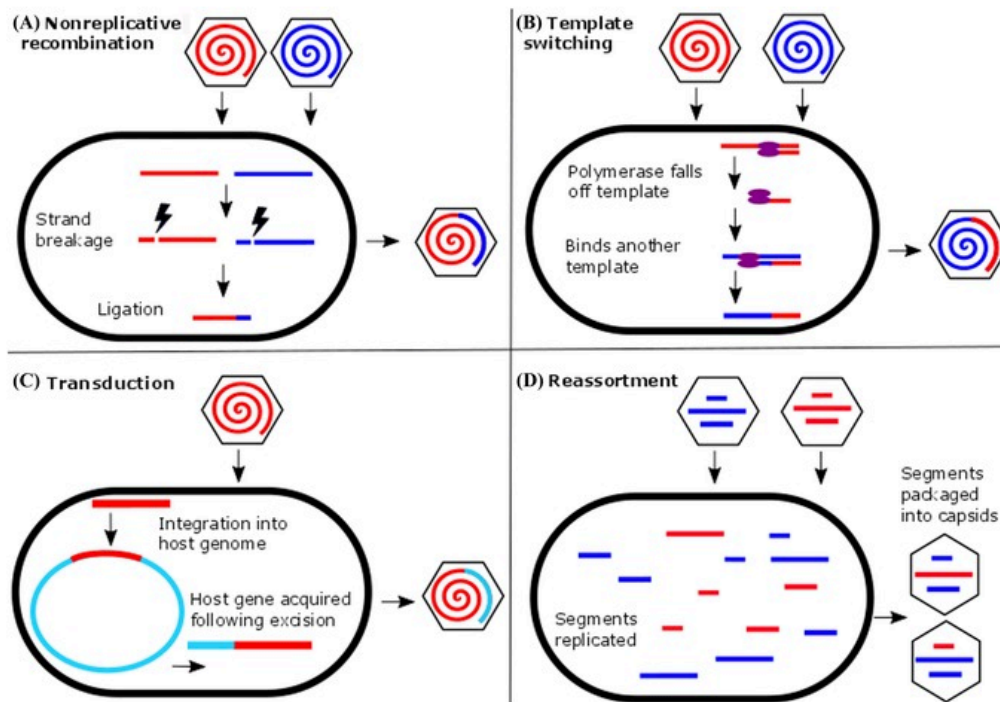 (A) Nonreplicative
recombination
Strand
breakage
Ligation
(B) Template
switching
Polymerase falls
off template
Binds another
template
(C) Transduction
Integration into
host genome
Host gene acquired
following excision
(D) Reassortment
Segments
replicated
Segments
packaged
into capsids